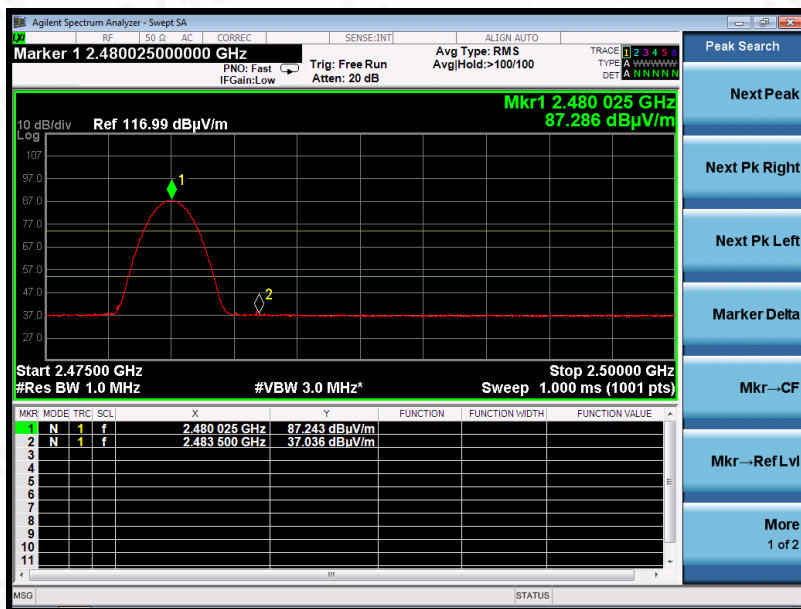 Agilent Spectrum Analyzer - Swept SA
LXI RF 50 Ω AC CORREC SENSE:INT ALIGN AUTO
Marker 1 2.480025000000 GHz
PNO: Fast
IFGain:Low
Trig: Free Run
Atten: 20 dB
Avg Type: RMS
Avg|Hold:>100/100
TRACE 1 2 3 4 5 6
TYPE A WWWWW
DET A N N N N N
Mkr1 2.480 025 GHz
87.286 dBµV/m
10 dB/div Ref 116.99 dBµV/m
Log
107
97.0
87.0
77.0
67.0
57.0
47.0
37.0
27.0
1
2
Start 2.47500 GHz Stop 2.50000 GHz
#Res BW 1.0 MHz #VBW 3.0 MHz* Sweep 1.000 ms (1001 pts)
MKR MODE TRC SCL X Y FUNCTION FUNCTION WIDTH FUNCTION VALUE
1 N 1 f 2.480 025 GHz 87.243 dBµV/m
2 N 1 f 2.483 500 GHz 37.036 dBµV/m
3
4
5
6
7
8
9
10
11
MSG STATUS
Peak Search
Next Peak
Next Pk Right
Next Pk Left
Marker Delta
Mkr→CF
Mkr→Ref Lvl
More
1 of 2